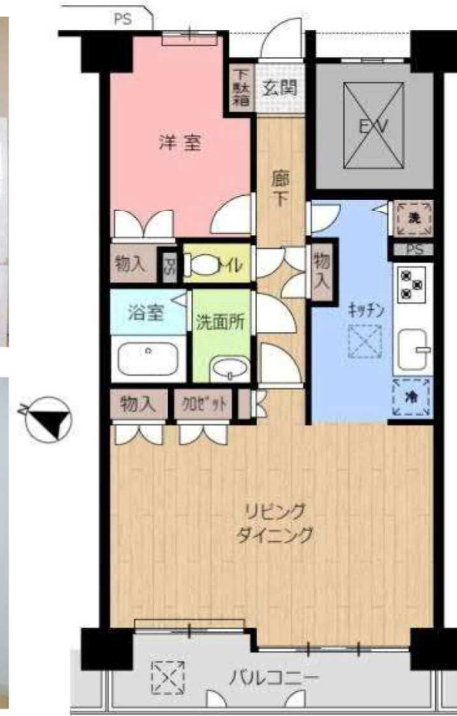 PS
下駄箱
玄関
EV
洋室
廊下
洗
PS
物入
PS
トイレ
物入
キッチン
浴室
洗面所
冷
物入
クロゼット
リビング
ダイニング
バルコニー